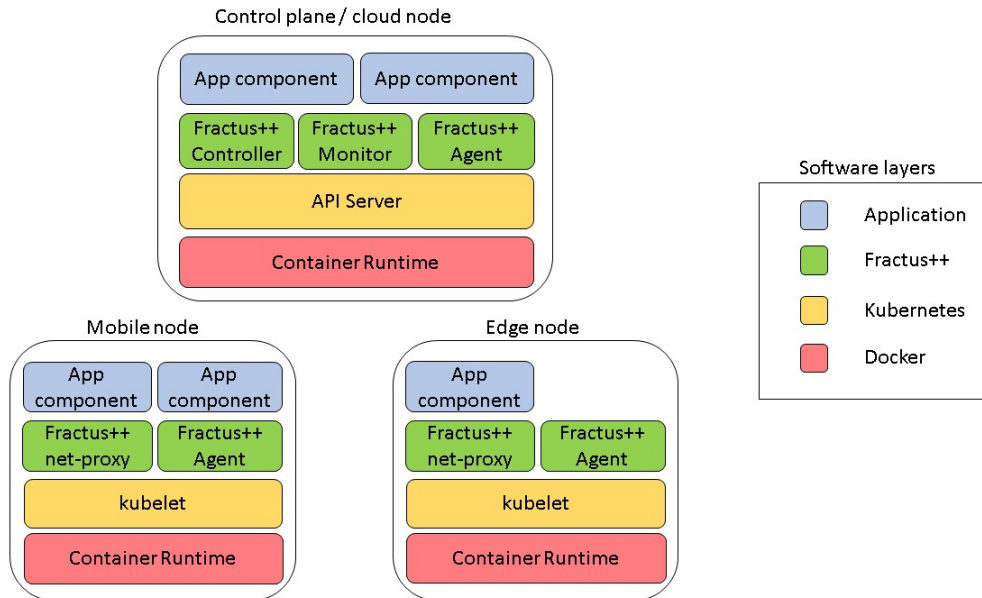 Control plane / cloud node
App component
App component
Fractus++
Controller
Fractus++
Monitor
Fractus++
Agent
API Server
Container Runtime
Software layers
Application
Fractus++
Kubernetes
Docker
Mobile node
App
component
App
component
Fractus++
net-proxy
Fractus++
Agent
kubelet
Container Runtime
Edge node
App
component
Fractus++
net-proxy
Fractus++
Agent
kubelet
Container Runtime